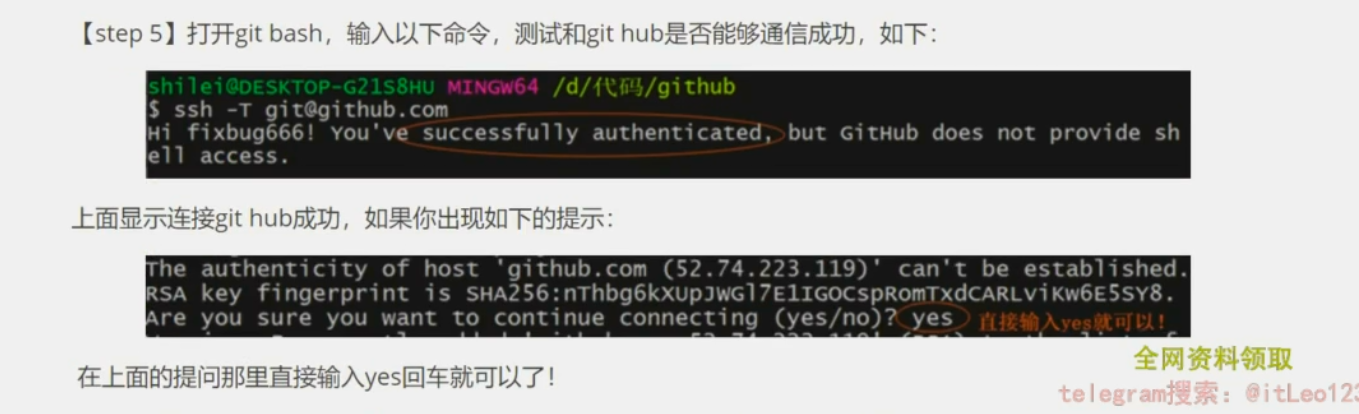 【step 5】打开git bash，输入以下命令，测试和git hub是否能够通信成功，如下：
shilei@DESKTOP-G21S8HU MINGW64 /d/代码/github
$ ssh -T git@github.com
Hi fixbug666! You've successfully authenticated, but GitHub does not provide sh
ell access.
上面显示连接git hub成功，如果你出现如下的提示：
The authenticity of host 'github.com (52.74.223.119)' can't be established.
RSA key fingerprint is SHA256:nThbg6kXUpJWGl7E1IGOCspRomTxdCARLviKw6E5SY8.
Are you sure you want to continue connecting (yes/no)? yes 直接输入yes就可以！
全网资料领取
在上面的提问那里直接输入yes回车就可以了！
telegram搜索：@itLeo123